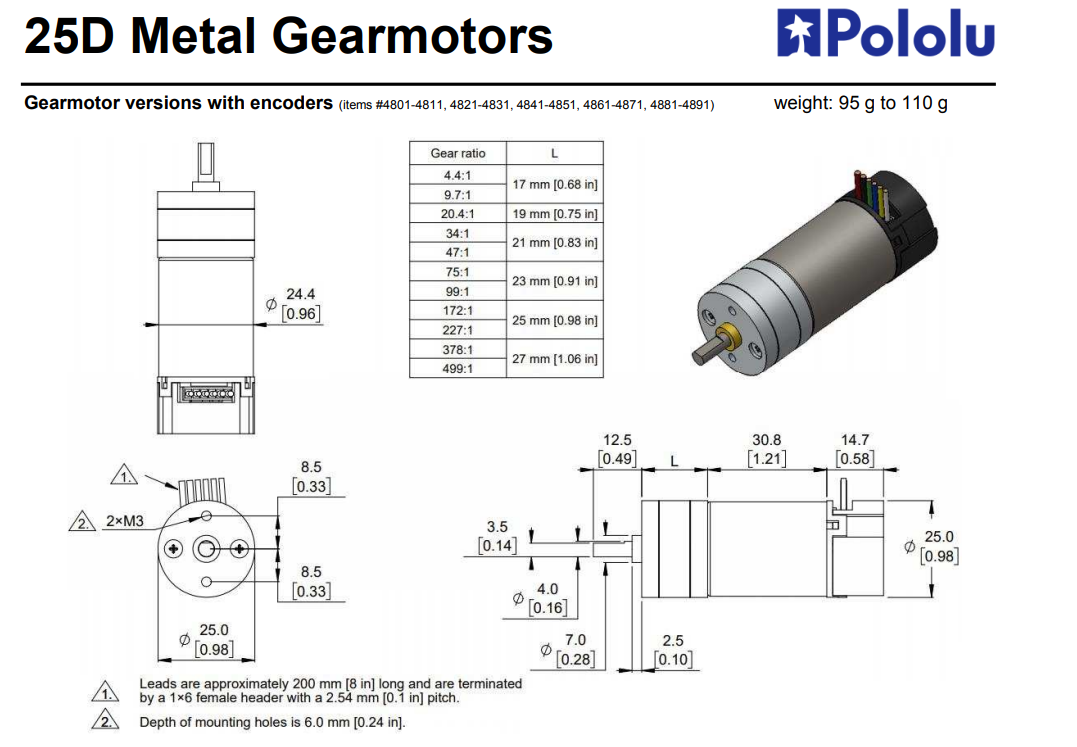 25D Metal Gearmotors
Pololu
Gearmotor versions with encoders (items #4801-4811, 4821-4831, 4841-4851, 4861-4871, 4881-4891)
weight: 95 g to 110 g
Gear ratio L
4.4:1
17 mm [0.68 in]
9.7:1
20.4:1 19 mm [0.75 in]
34:1
21 mm [0.83 in]
47:1
75:1
23 mm [0.91 in]
99:1
172:1
25 mm [0.98 in]
227:1
378:1
27 mm [1.06 in]
499:1
⌀ 24.4
[0.96]
1.
2.
2×M3
8.5
[0.33]
8.5
[0.33]
⌀ 25.0
[0.98]
12.5
[0.49]
L
30.8
[1.21]
14.7
[0.58]
3.5
[0.14]
⌀ 4.0
[0.16]
⌀ 7.0
[0.28]
2.5
[0.10]
⌀ 25.0
[0.98]
1. Leads are approximately 200 mm [8 in] long and are terminated
by a 1×6 female header with a 2.54 mm [0.1 in] pitch.
2. Depth of mounting holes is 6.0 mm [0.24 in].